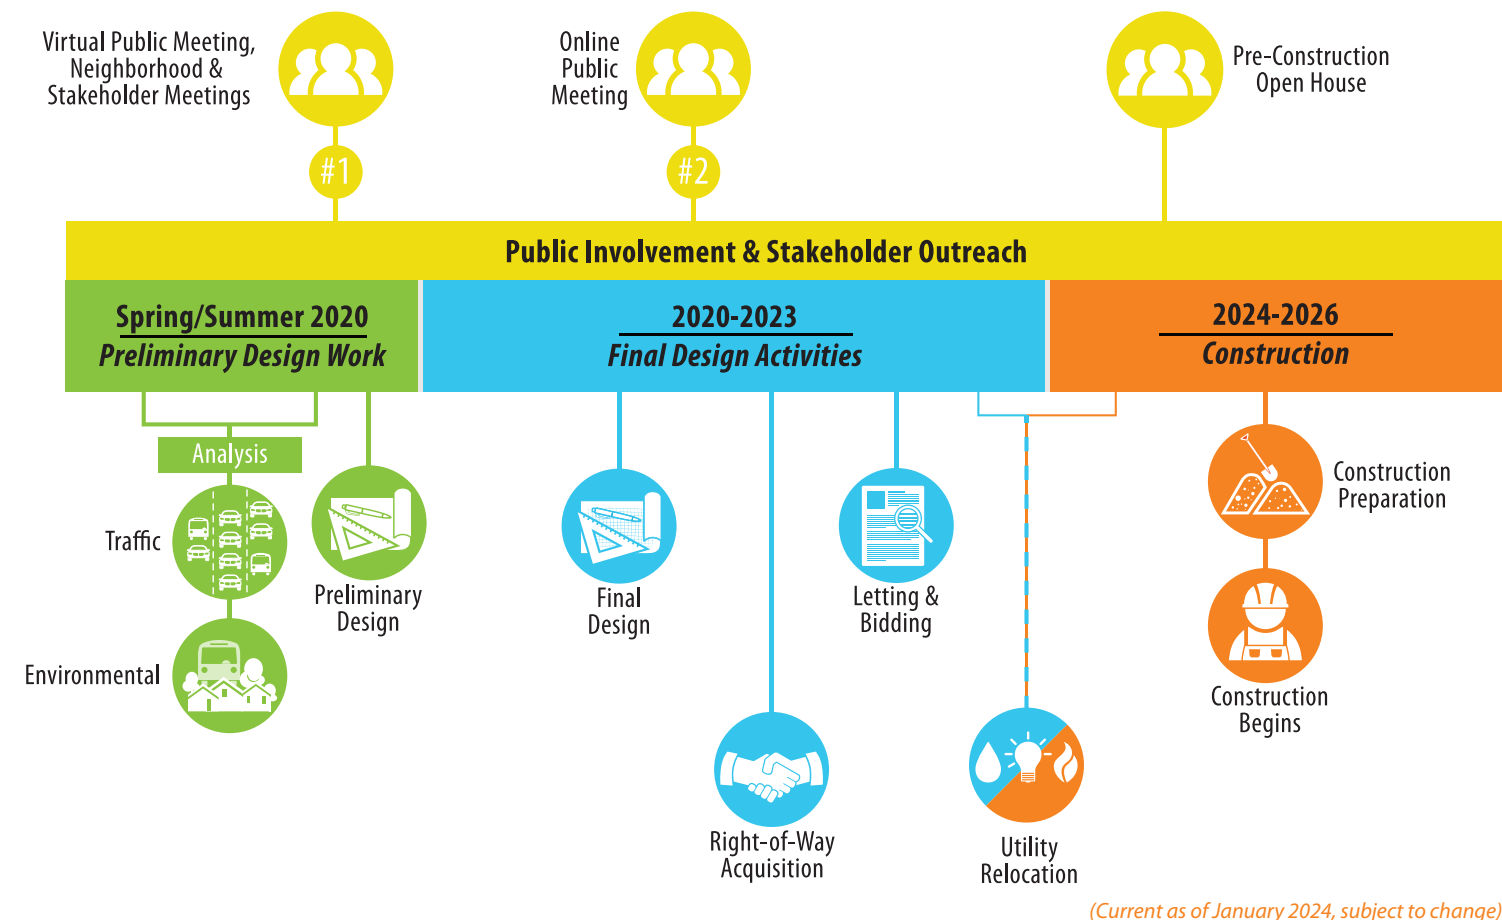 Virtual Public Meeting,
Neighborhood &
Stakeholder Meetings
#1
Online
Public
Meeting
#2
Pre-Construction
Open House
Public Involvement & Stakeholder Outreach
Spring/Summer 2020
Preliminary Design Work
2020-2023
Final Design Activities
2024-2026
Construction
Analysis
Traffic
Environmental
Preliminary
Design
Final
Design
Right-of-Way
Acquisition
Letting &
Bidding
Utility
Relocation
Construction
Preparation
Construction
Begins
(Current as of January 2024, subject to change)